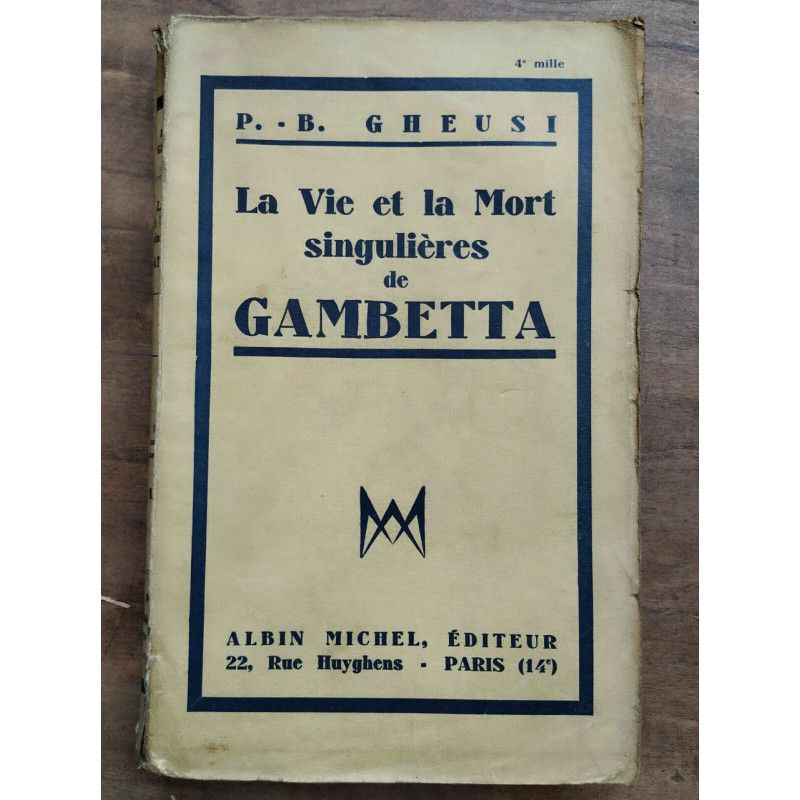 4e mille
P.-B. GHEUSI
La Vie et la Mort
singulières
de
GAMBETTA
ALBIN MICHEL, ÉDITEUR
22, Rue Huyghens - PARIS (14e)